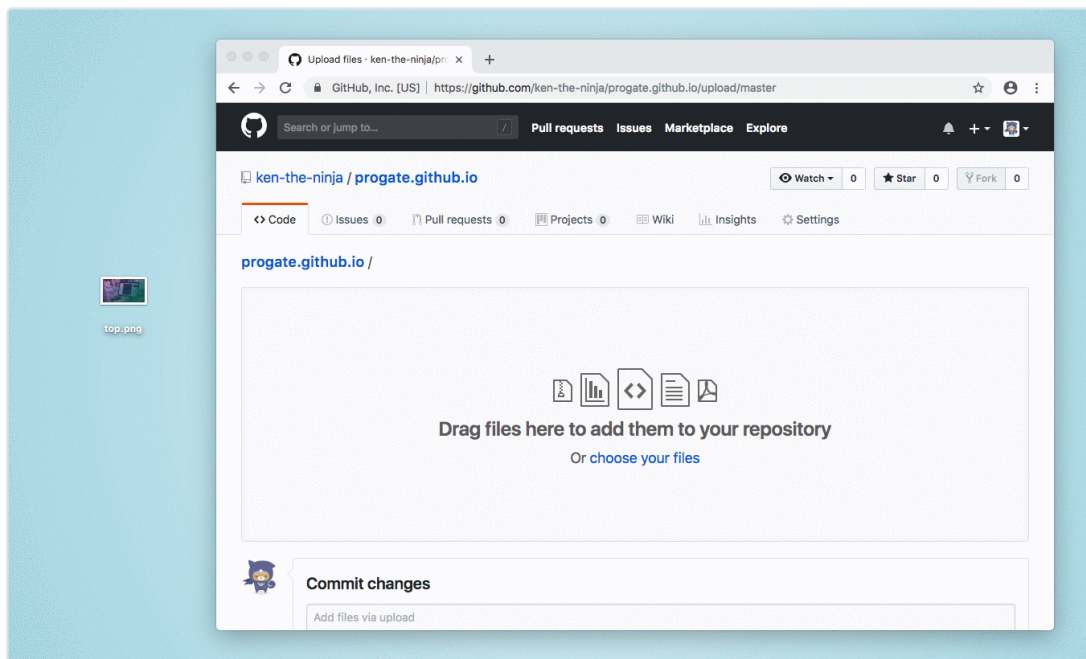 Upload files · ken-the-ninja/pro
GitHub, Inc. [US] | https://github.com/ken-the-ninja/progate.github.io/upload/master
Search or jump to... / Pull requests Issues Marketplace Explore
ken-the-ninja / progate.github.io Watch 0 Star 0 Fork 0
Code Issues 0 Pull requests 0 Projects 0 Wiki Insights Settings
progate.github.io /
top.png
Drag files here to add them to your repository
Or choose your files
Commit changes
Add files via upload